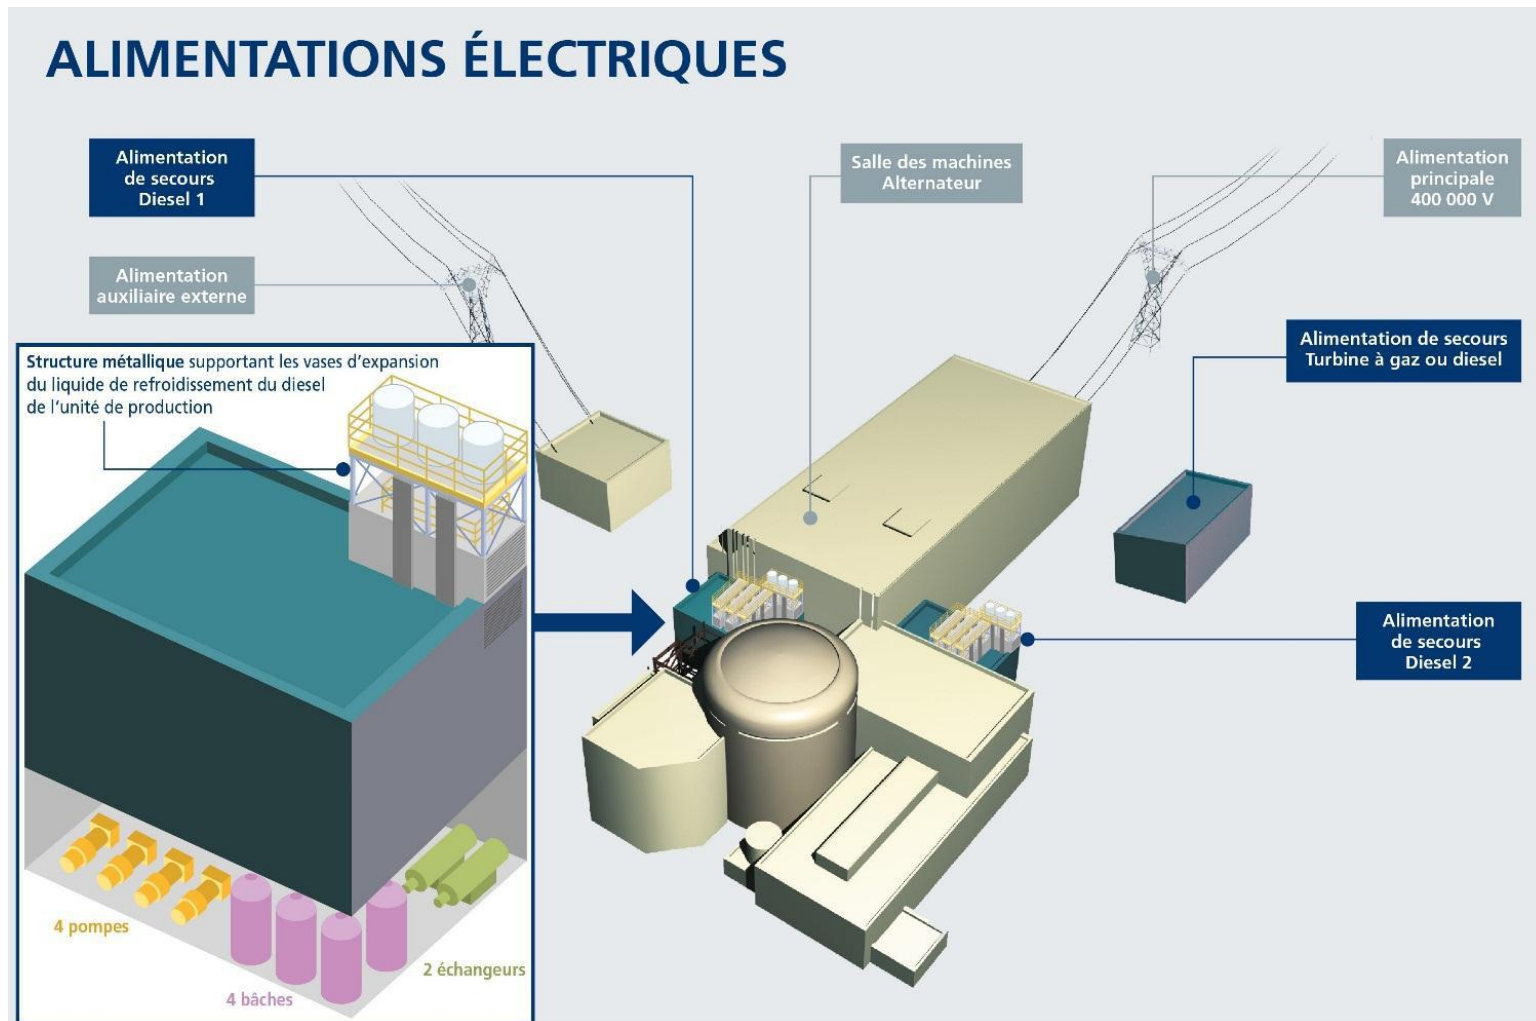 ALIMENTATIONS ÉLECTRIQUES
Alimentation
de secours
Diesel 1
Salle des machines
Alternateur
Alimentation
principale
400 000 V
Alimentation
auxiliaire externe
Alimentation de secours
Turbine à gaz ou diesel
Structure métallique supportant les vases d'expansion
du liquide de refroidissement du diesel
de l'unité de production
Alimentation
de secours
Diesel 2
4 pompes
2 échangeurs
4 bâches